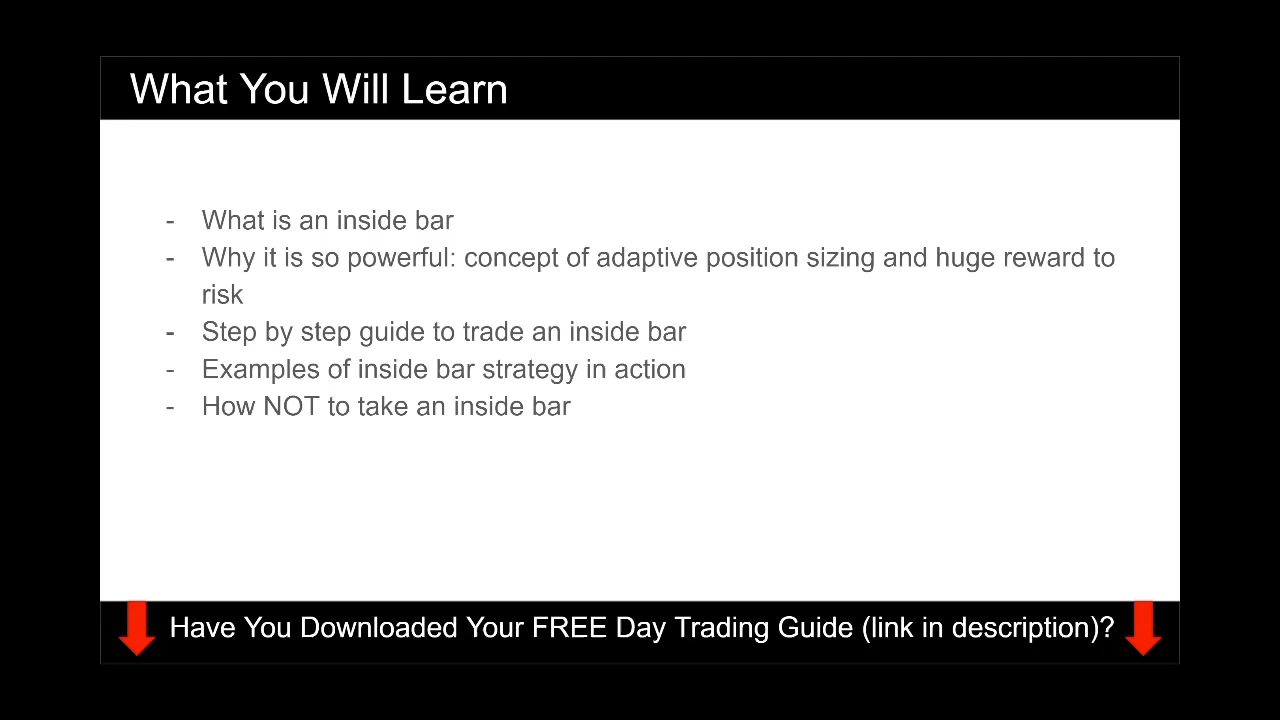 What You Will Learn
- What is an inside bar
- Why it is so powerful: concept of adaptive position sizing and huge reward to
risk
- Step by step guide to trade an inside bar
- Examples of inside bar strategy in action
- How NOT to take an inside bar
Have You Downloaded Your FREE Day Trading Guide (link in description)?